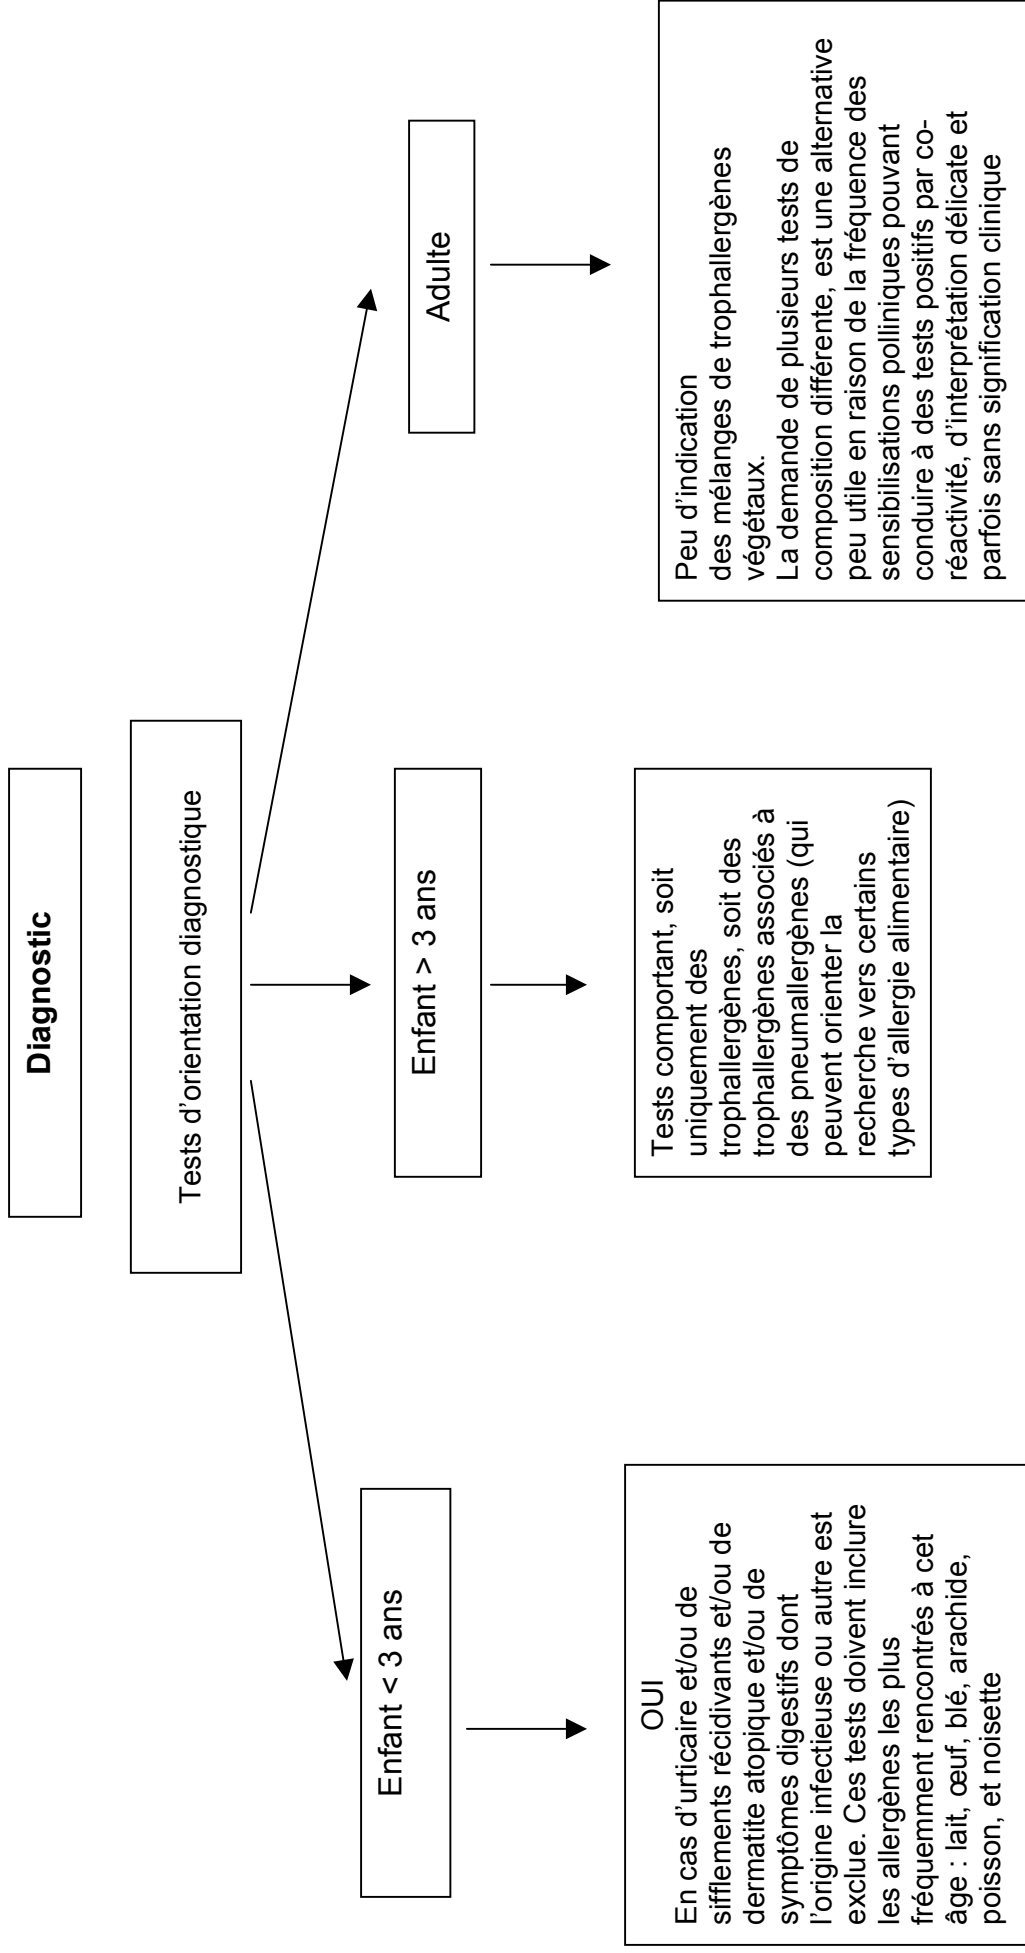 Diagnostic
Tests d'orientation diagnostique
Enfant < 3 ans
Enfant > 3 ans
Adulte
OUI
En cas d'urticaire et/ou de
sifflements récidivants et/ou de
dermatite atopique et/ou de
symptômes digestifs dont
l'origine infectieuse ou autre est
exclue. Ces tests doivent inclure
les allergènes les plus
fréquemment rencontrés à cet
âge : lait, œuf, blé, arachide,
poisson, et noisette
Tests comportant, soit
uniquement des
trophallergènes, soit des
trophallergènes associés à
des pneumallergènes (qui
peuvent orienter la
recherche vers certains
types d'allergie alimentaire)
Peu d'indication
des mélanges de trophallergènes
végétaux.
La demande de plusieurs tests de
composition différente, est une alternative
peu utile en raison de la fréquence des
sensibilisations polliniques pouvant
conduire à des tests positifs par co-
réactivité, d'interprétation délicate et
parfois sans signification clinique